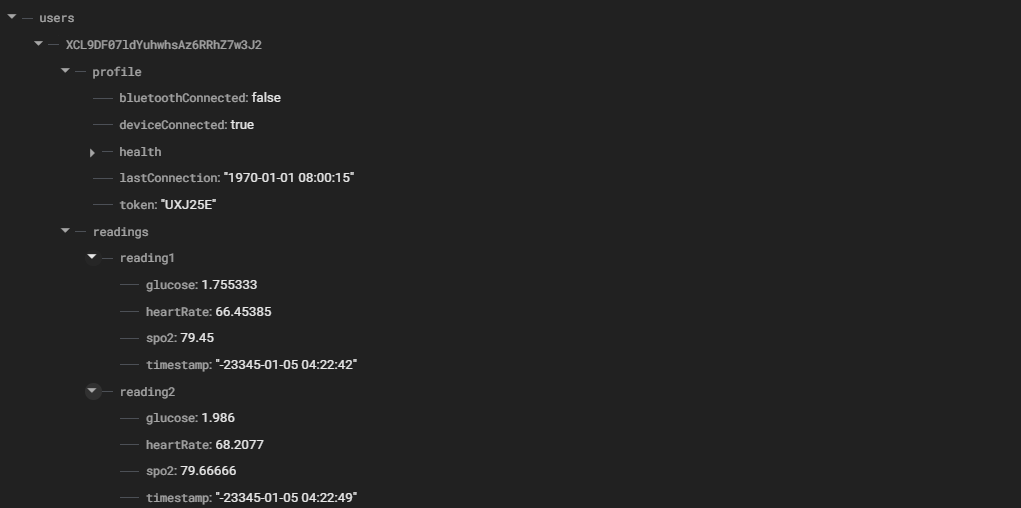 users
XCL9DF07ldYuhwhsAz6RRhZ7w3J2
profile
bluetoothConnected: false
deviceConnected: true
health
lastConnection: "1970-01-01 08:00:15"
token: "UXJ25E"
readings
reading1
glucose: 1.755333
heartRate: 66.45385
spo2: 79.45
timestamp: "-23345-01-05 04:22:42"
reading2
glucose: 1.986
heartRate: 68.2077
spo2: 79.66666
timestamp: "-23345-01-05 04:22:49"